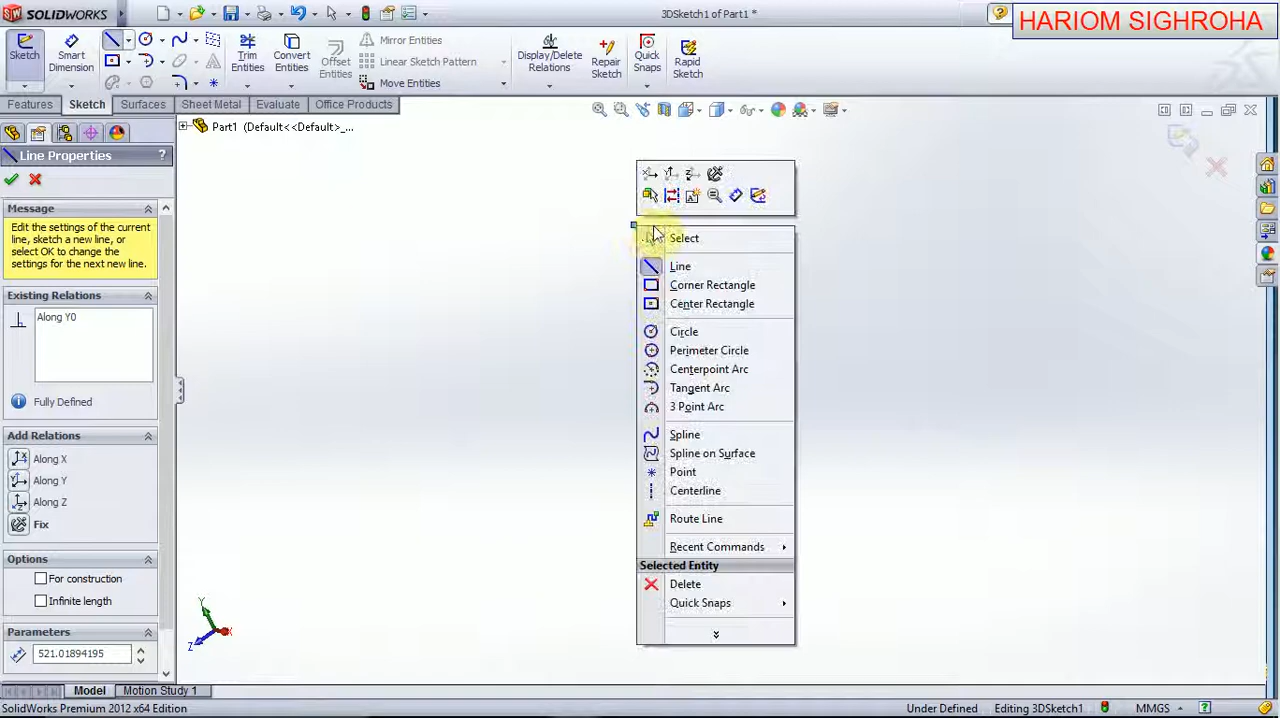 SOLIDWORKS
3DSketch1 of Part1 *
HARIOM SIGHROHA
Sketch
Smart Dimension
Trim Entities
Convert Entities
Offset Entities
Mirror Entities
Linear Sketch Pattern
Move Entities
Display/Delete Relations
Repair Sketch
Quick Snaps
Rapid Sketch
Features
Sketch
Surfaces
Sheet Metal
Evaluate
Office Products
Part1 (Default<<Default>_...
Line Properties
?
Message
Edit the settings of the current
line, sketch a new line, or
select OK to change the
settings for the next new line.
Existing Relations
Along Y0
Fully Defined
Add Relations
Along X
Along Y
Along Z
Fix
Options
For construction
Infinite length
Parameters
521.01894195
Select
Line
Corner Rectangle
Center Rectangle
Circle
Perimeter Circle
Centerpoint Arc
Tangent Arc
3 Point Arc
Spline
Spline on Surface
Point
Centerline
Route Line
Recent Commands
Selected Entity
Delete
Quick Snaps
Y
X
Z
Model
Motion Study 1
SolidWorks Premium 2012 x64 Edition
Under Defined
Editing 3DSketch1
MMGS
?